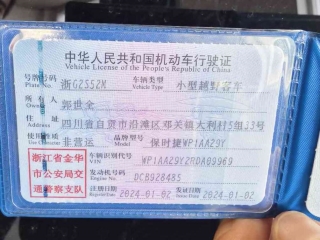 中华人民共和国机动车行驶证
Vehicle License of the People's Republic of China
号牌号码 浙G2S52M 车辆类型 小型越野客车
Plate No. Vehicle Type
所有人 郭世全
Owner
住址 四川省自贡市沿滩区邓关镇大利村5组33号
Address
使用性质 非营运 品牌型号 保时捷WP1AA29Y
Use Character Model
浙江省金华市公安局交通警察支队
车辆识别代号 WP1AA29Y2RDA09969
VIN
发动机号码 DCB928485
Engine No.
注册日期 2024-01-02 发证日期 2024-01-02
Register Date Issue Date